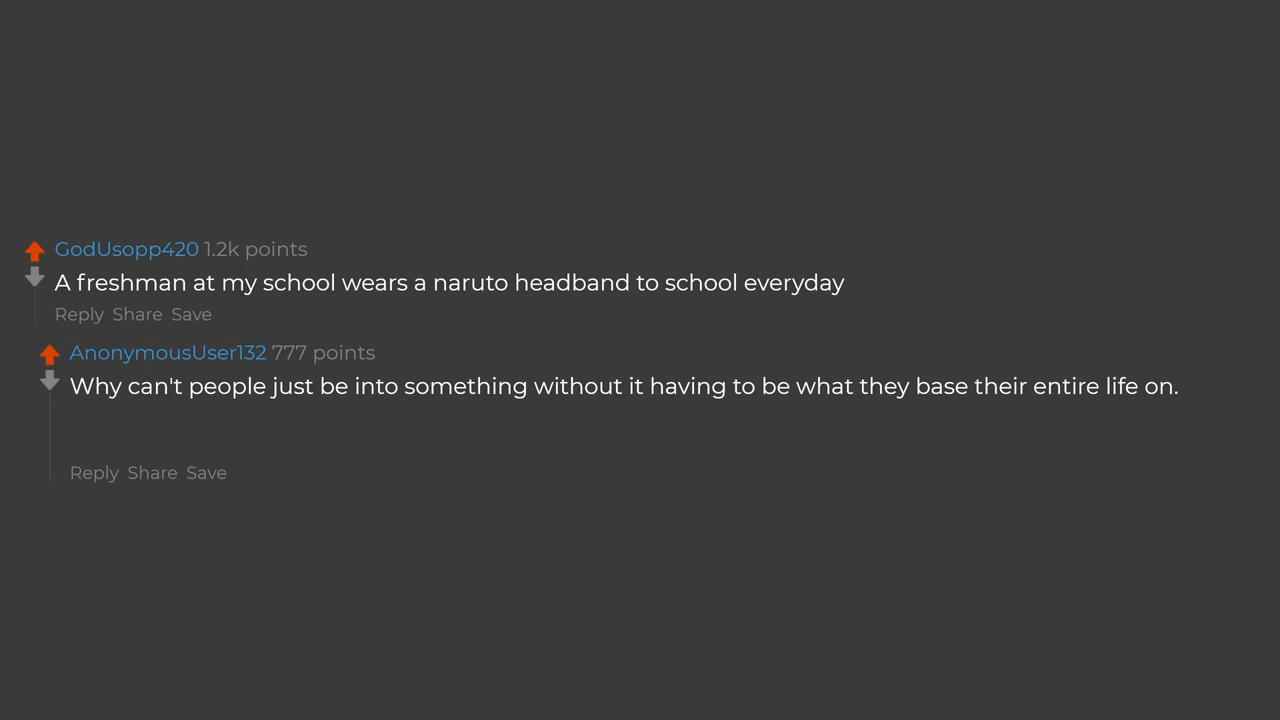 GodUsopp420 1.2k points
A freshman at my school wears a naruto headband to school everyday
Reply Share Save
AnonymousUser132 777 points
Why can't people just be into something without it having to be what they base their entire life on.
Reply Share Save